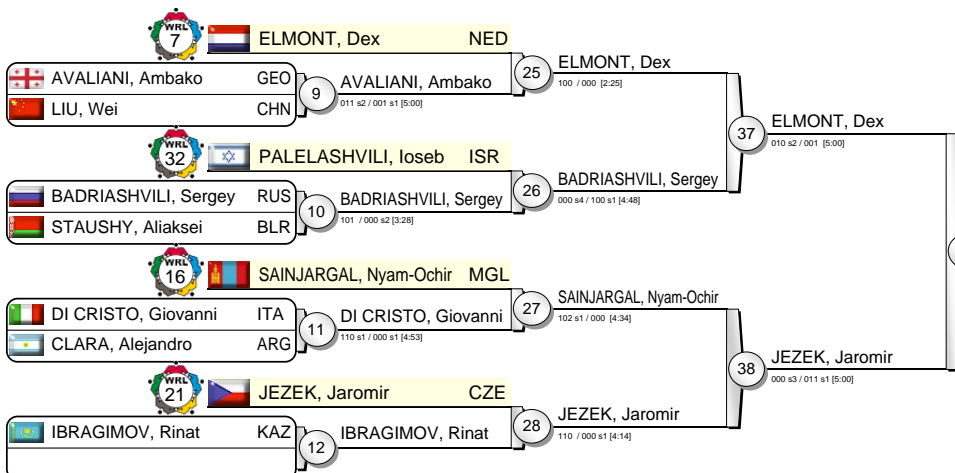 WRL
7
ELMONT, Dex NED
AVALIANI, Ambako GEO
LIU, Wei CHN
9
AVALIANI, Ambako
011 s2 / 001 s1 [5:00]
25
ELMONT, Dex
100 / 000 [2:25]
WRL
32
PALELASHVILI, Ioseb ISR
BADRIASHVILI, Sergey RUS
STAUSHY, Aliaksei BLR
10
BADRIASHVILI, Sergey
101 / 000 s2 [3:28]
26
BADRIASHVILI, Sergey
000 s4 / 100 s1 [4:48]
37
ELMONT, Dex
010 s2 / 001 [5:00]
WRL
16
SAINJARGAL, Nyam-Ochir MGL
DI CRISTO, Giovanni ITA
CLARA, Alejandro ARG
11
DI CRISTO, Giovanni
110 s1 / 000 s1 [4:53]
27
SAINJARGAL, Nyam-Ochir
102 s1 / 000 [4:34]
WRL
21
JEZEK, Jaromir CZE
IBRAGIMOV, Rinat KAZ
12
IBRAGIMOV, Rinat
28
JEZEK, Jaromir
110 / 000 s1 [4:14]
38
JEZEK, Jaromir
000 s3 / 011 s1 [5:00]